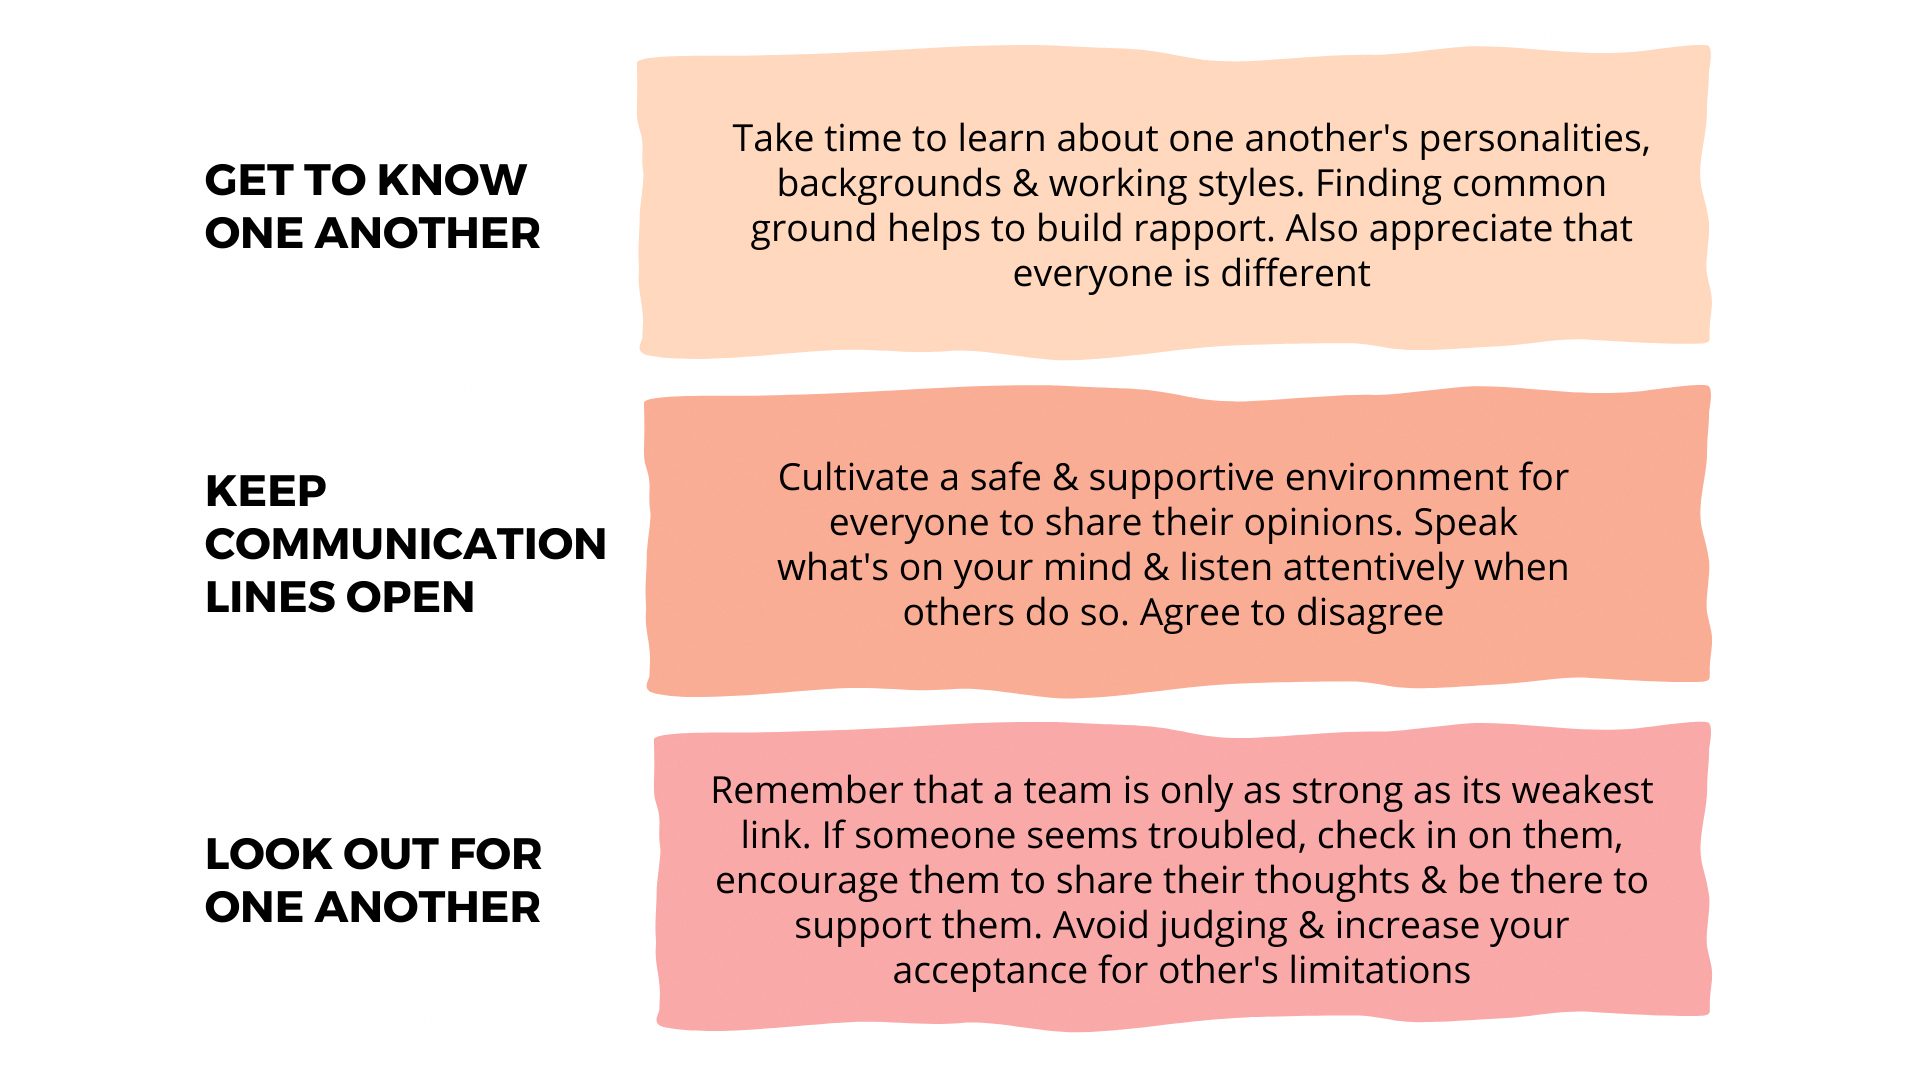 GET TO KNOW
ONE ANOTHER
Take time to learn about one another's personalities,
backgrounds & working styles. Finding common
ground helps to build rapport. Also appreciate that
everyone is different
KEEP
COMMUNICATION
LINES OPEN
Cultivate a safe & supportive environment for
everyone to share their opinions. Speak
what's on your mind & listen attentively when
others do so. Agree to disagree
LOOK OUT FOR
ONE ANOTHER
Remember that a team is only as strong as its weakest
link. If someone seems troubled, check in on them,
encourage them to share their thoughts & be there to
support them. Avoid judging & increase your
acceptance for other's limitations